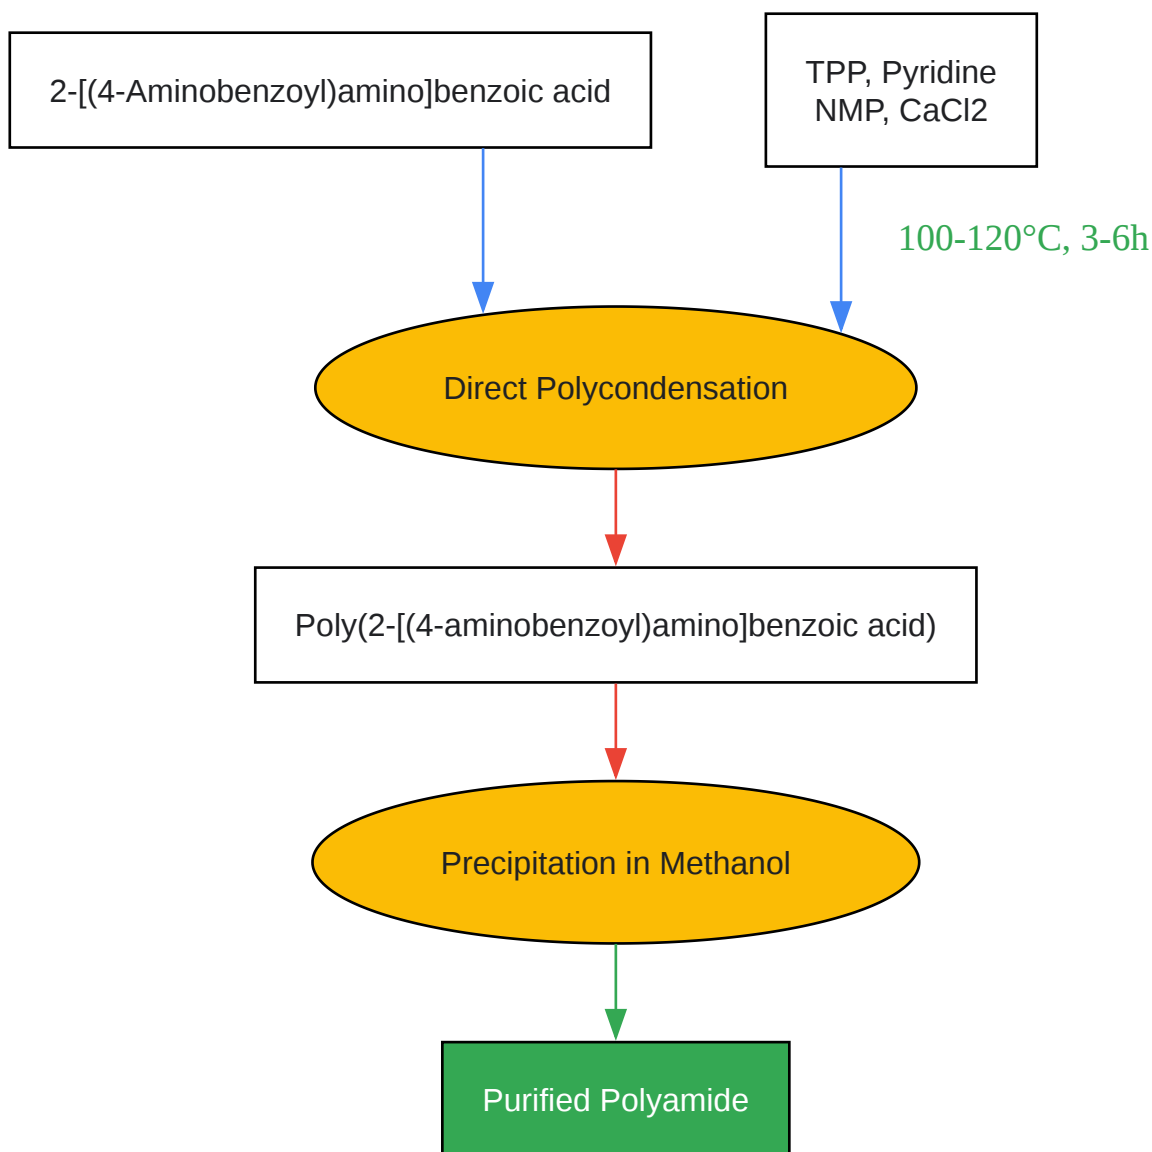 2-[(4-Aminobenzoyl)amino]benzoic acid
TPP, Pyridine
NMP, CaCl2
100-120°C, 3-6h
Direct Polycondensation
Poly(2-[(4-aminobenzoyl)amino]benzoic acid)
Precipitation in Methanol
Purified Polyamide